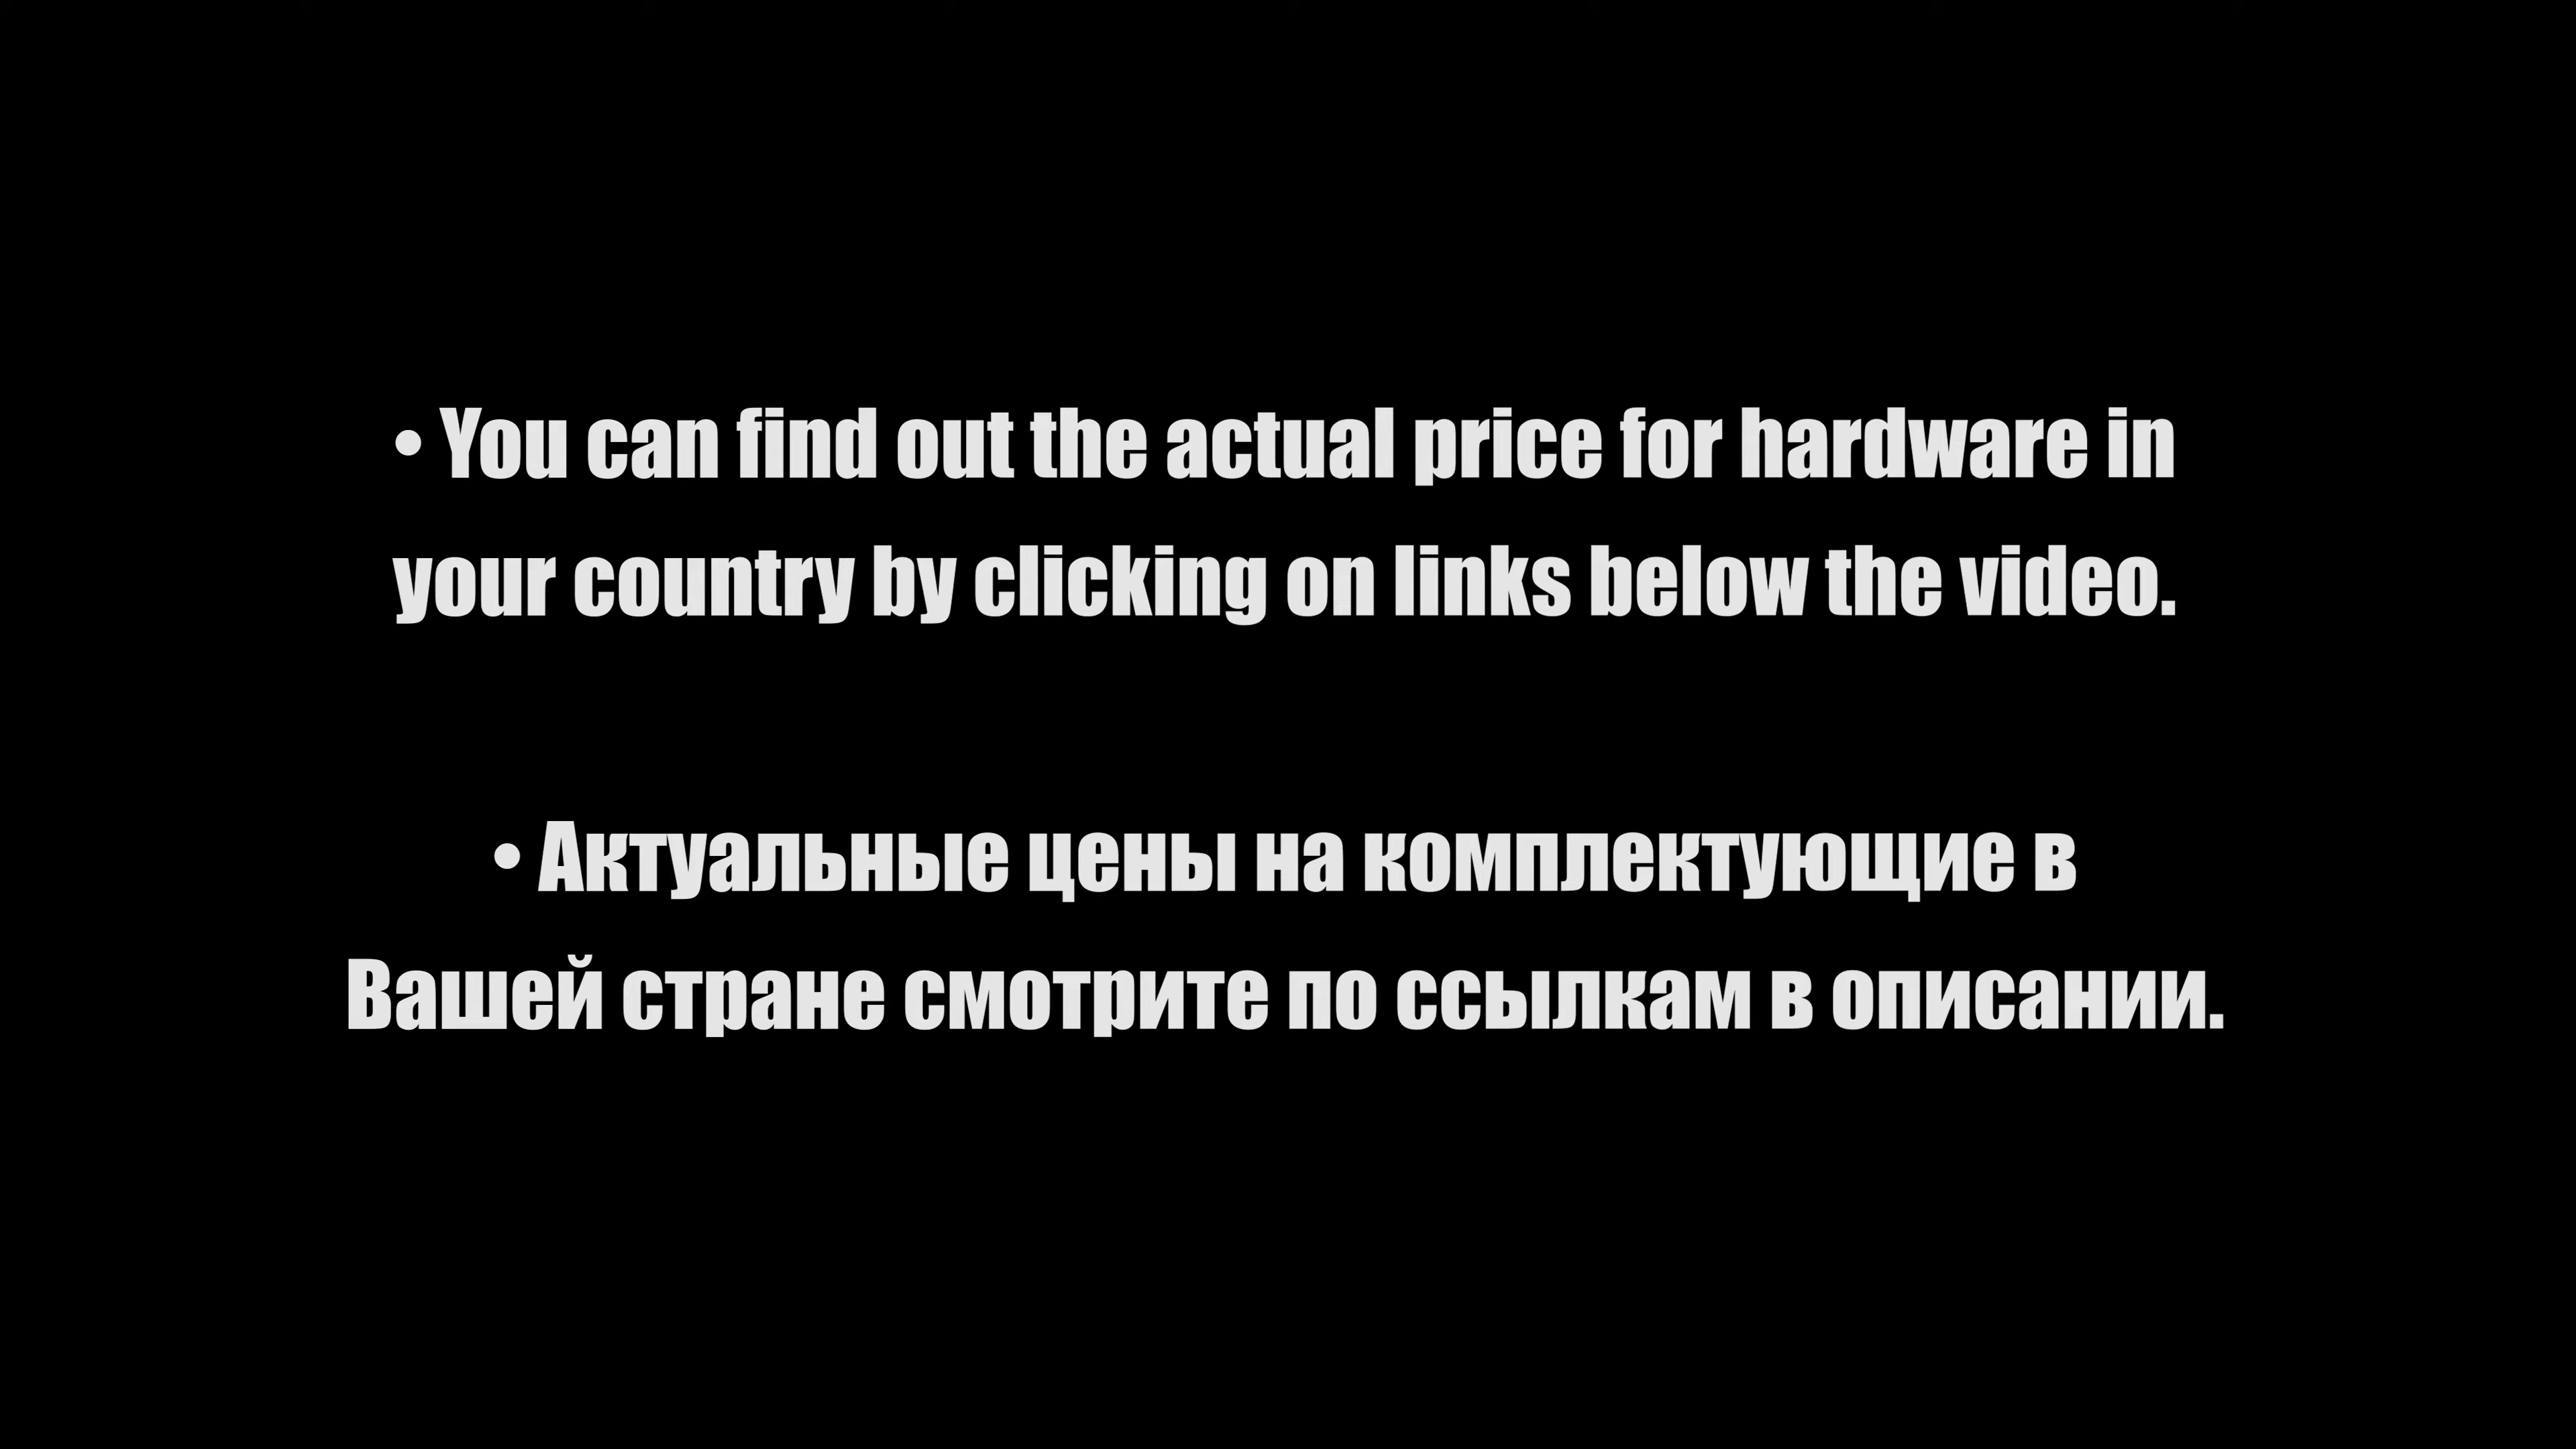 • You can find out the actual price for hardware in
your country by clicking on links below the video.
• Актуальные цены на комплектующие в
Вашей стране смотрите по ссылкам в описании.